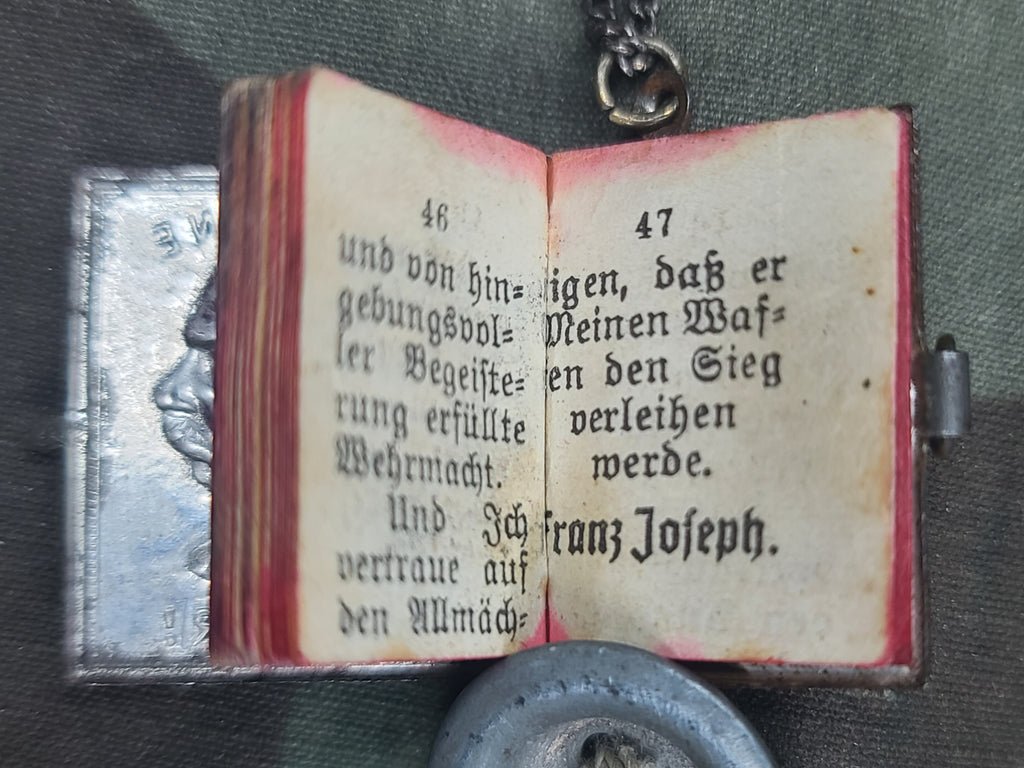 46
und von hin=
gebungsvol=
ler Begeiste=
rung erfüllte
Wehrmacht.
Und Ich
vertraue auf
den Allmäch=
47
igen, daß er
Meinen Waf=
en den Sieg
verleihen
werde.
Franz Joseph.